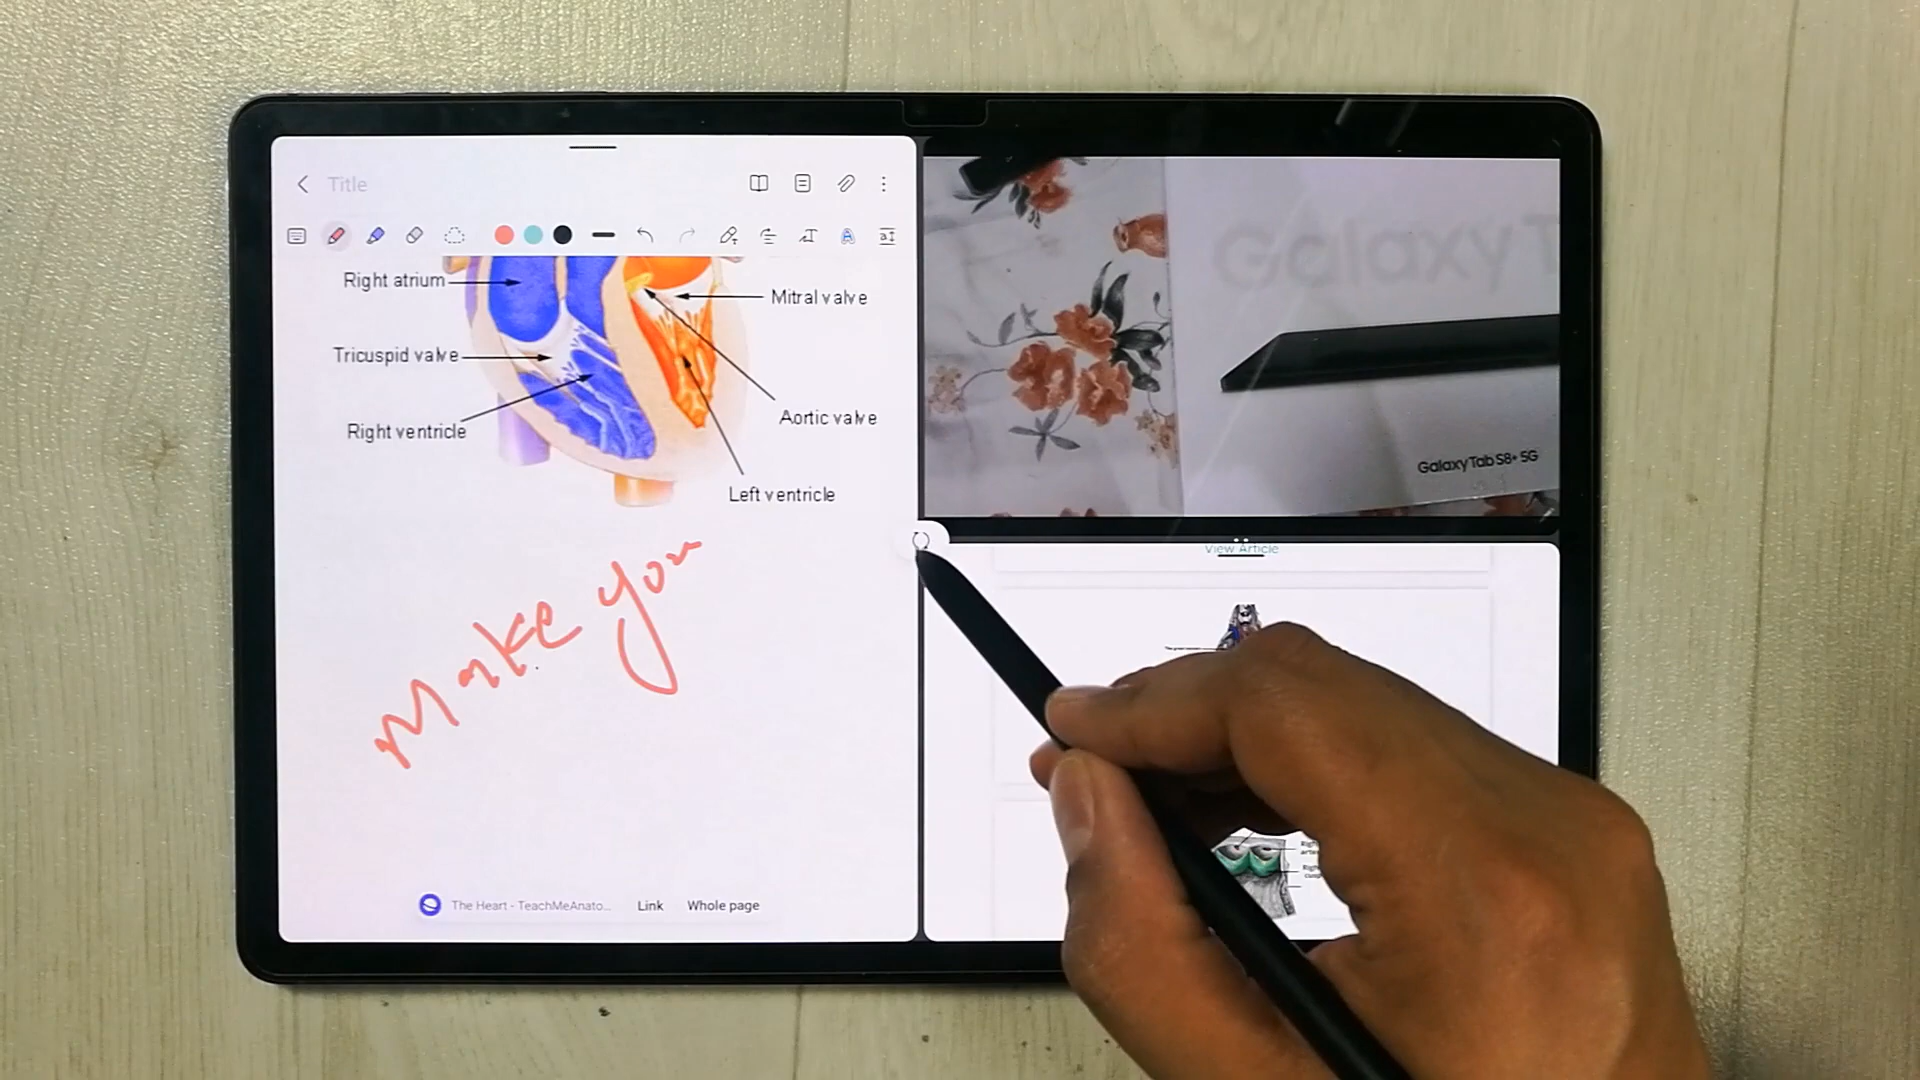 Title
Right atrium
Mitral valve
Tricuspid valve
Aortic valve
Right ventricle
Left ventricle
Make you
The Heart - TeachMeAnato...
Link
Whole page
Galaxy T
Galaxy Tab S8+ 5G
View Article